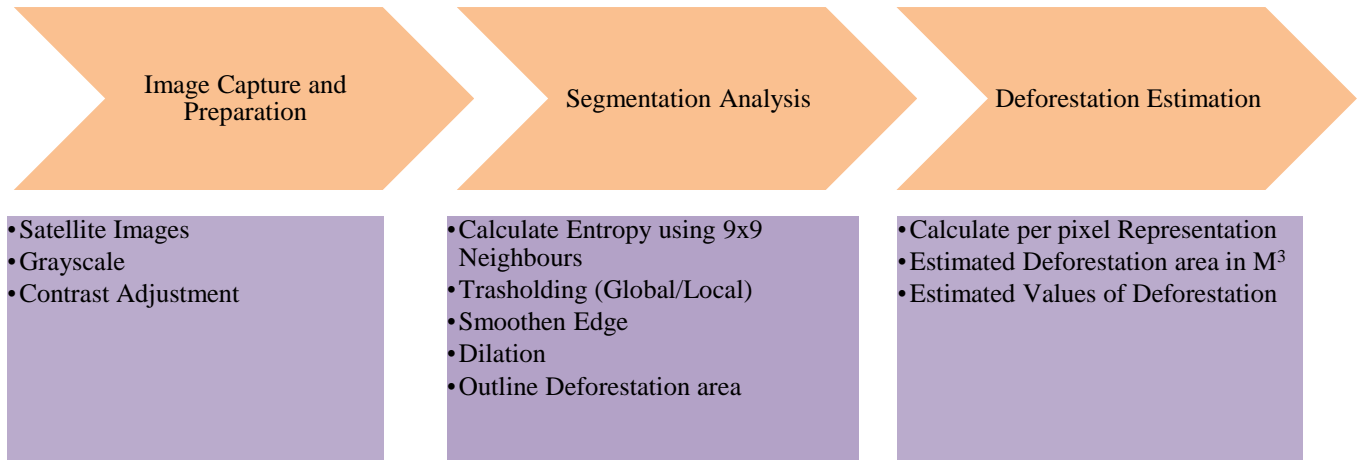 Image Capture and
Preparation
Segmentation Analysis
Deforestation Estimation
•Satellite Images
•Grayscale
•Contrast Adjustment
•Calculate Entropy using 9x9
Neighbours
•Trasholding (Global/Local)
•Smoothen Edge
•Dilation
•Outline Deforestation area
•Calculate per pixel Representation
•Estimated Deforestation area in M³
•Estimated Values of Deforestation